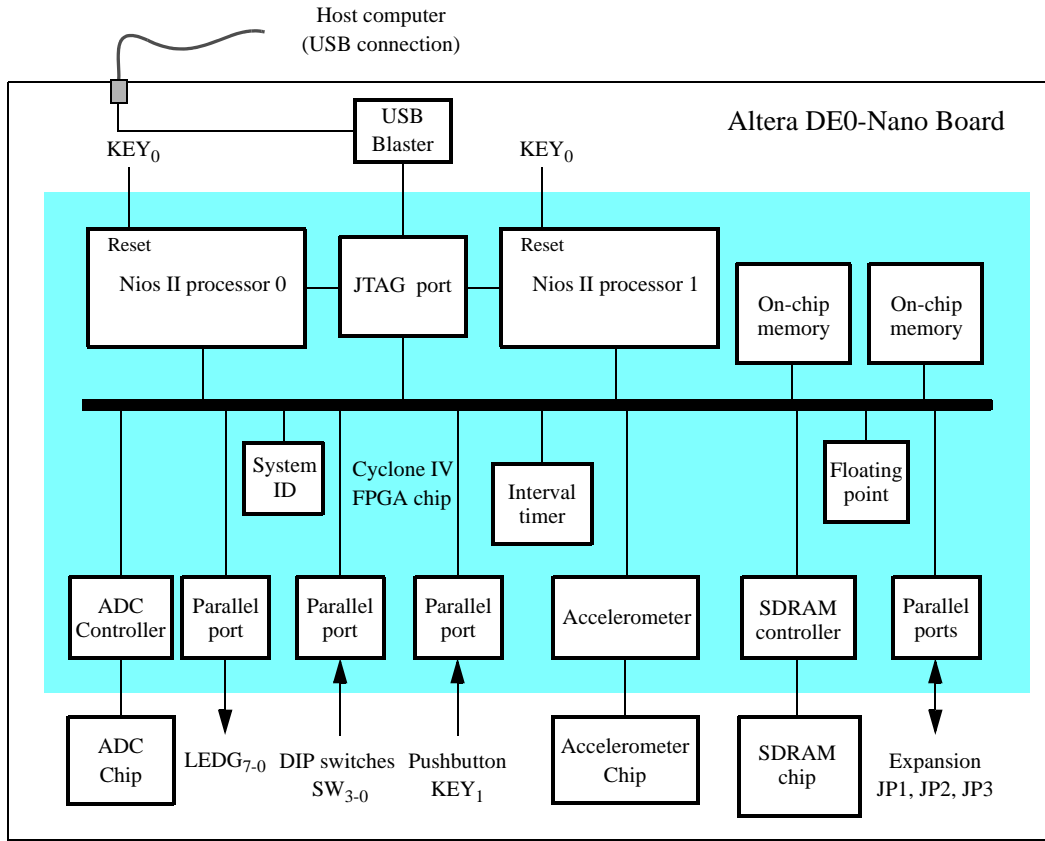 Host computer
(USB connection)
Altera DE0-Nano Board
USB
Blaster
KEY0
KEY0
Reset
Nios II processor 0
JTAG port
Reset
Nios II processor 1
On-chip
memory
On-chip
memory
System
ID
Cyclone IV
FPGA chip
Interval
timer
Floating
point
ADC
Controller
Parallel
port
Parallel
port
Parallel
port
Accelerometer
SDRAM
controller
Parallel
ports
ADC
Chip
LEDG7-0
DIP switches
SW3-0
Pushbutton
KEY1
Accelerometer
Chip
SDRAM
chip
Expansion
JP1, JP2, JP3